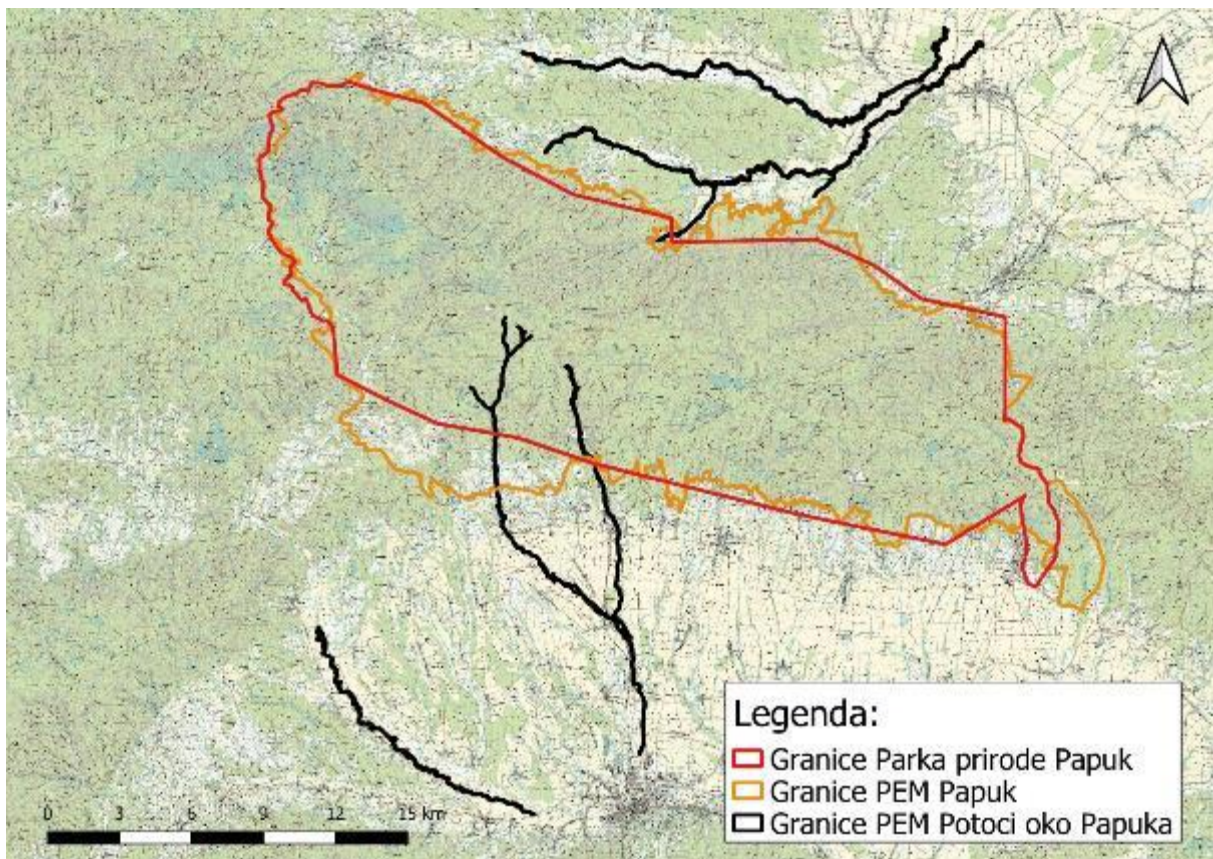 Legenda:
Granice Parka prirode Papuk
Granice PEM Papuk
Granice PEM Potoci oko Papuka
0 3 6 9 12 15 km